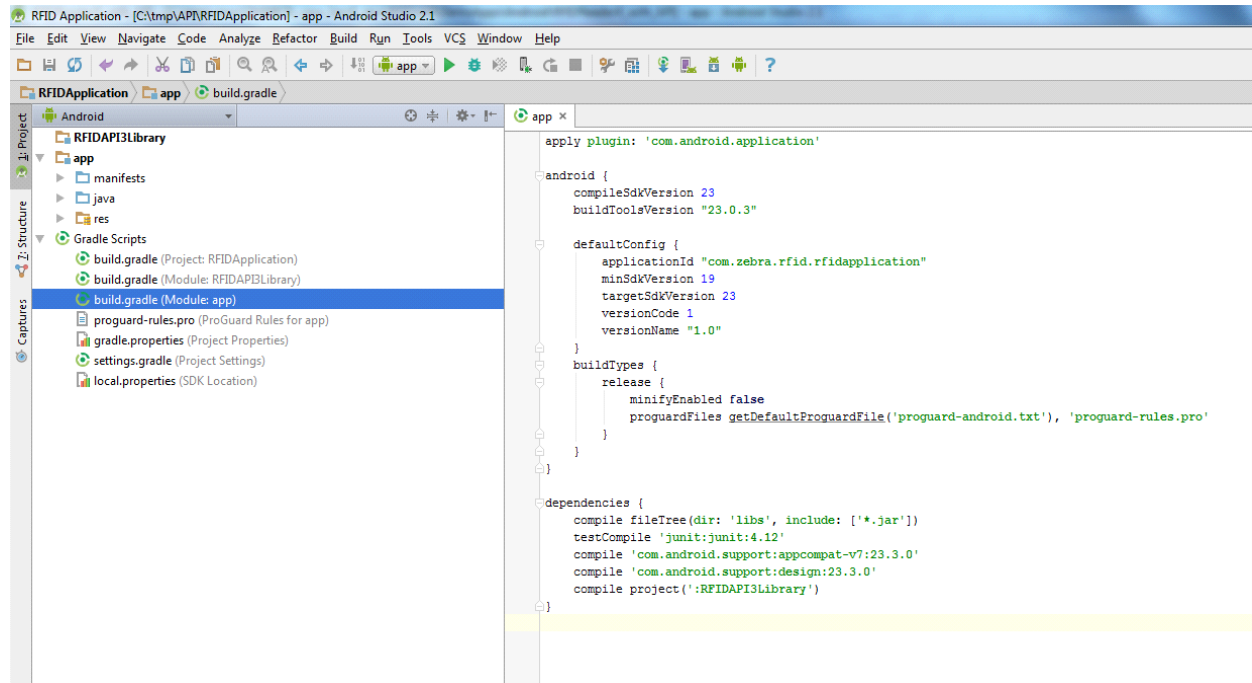 RFID Application - [C:\tmp\API\RFIDApplication] - app - Android Studio 2.1
File Edit View Navigate Code Analyze Refactor Build Run Tools VCS Window Help
app
RFIDApplication app build.gradle
Android
app
1: Project
Z: Structure
Captures
RFIDAPI3Library
app
manifests
java
res
Gradle Scripts
build.gradle (Project: RFIDApplication)
build.gradle (Module: RFIDAPI3Library)
build.gradle (Module: app)
proguard-rules.pro (ProGuard Rules for app)
gradle.properties (Project Properties)
settings.gradle (Project Settings)
local.properties (SDK Location)
apply plugin: 'com.android.application'
android {
compileSdkVersion 23
buildToolsVersion "23.0.3"
defaultConfig {
applicationId "com.zebra.rfid.rfidapplication"
minSdkVersion 19
targetSdkVersion 23
versionCode 1
versionName "1.0"
}
buildTypes {
release {
minifyEnabled false
proguardFiles getDefaultProguardFile('proguard-android.txt'), 'proguard-rules.pro'
}
}
}
dependencies {
compile fileTree(dir: 'libs', include: ['*.jar'])
testCompile 'junit:junit:4.12'
compile 'com.android.support:appcompat-v7:23.3.0'
compile 'com.android.support:design:23.3.0'
compile project(':RFIDAPI3Library')
}